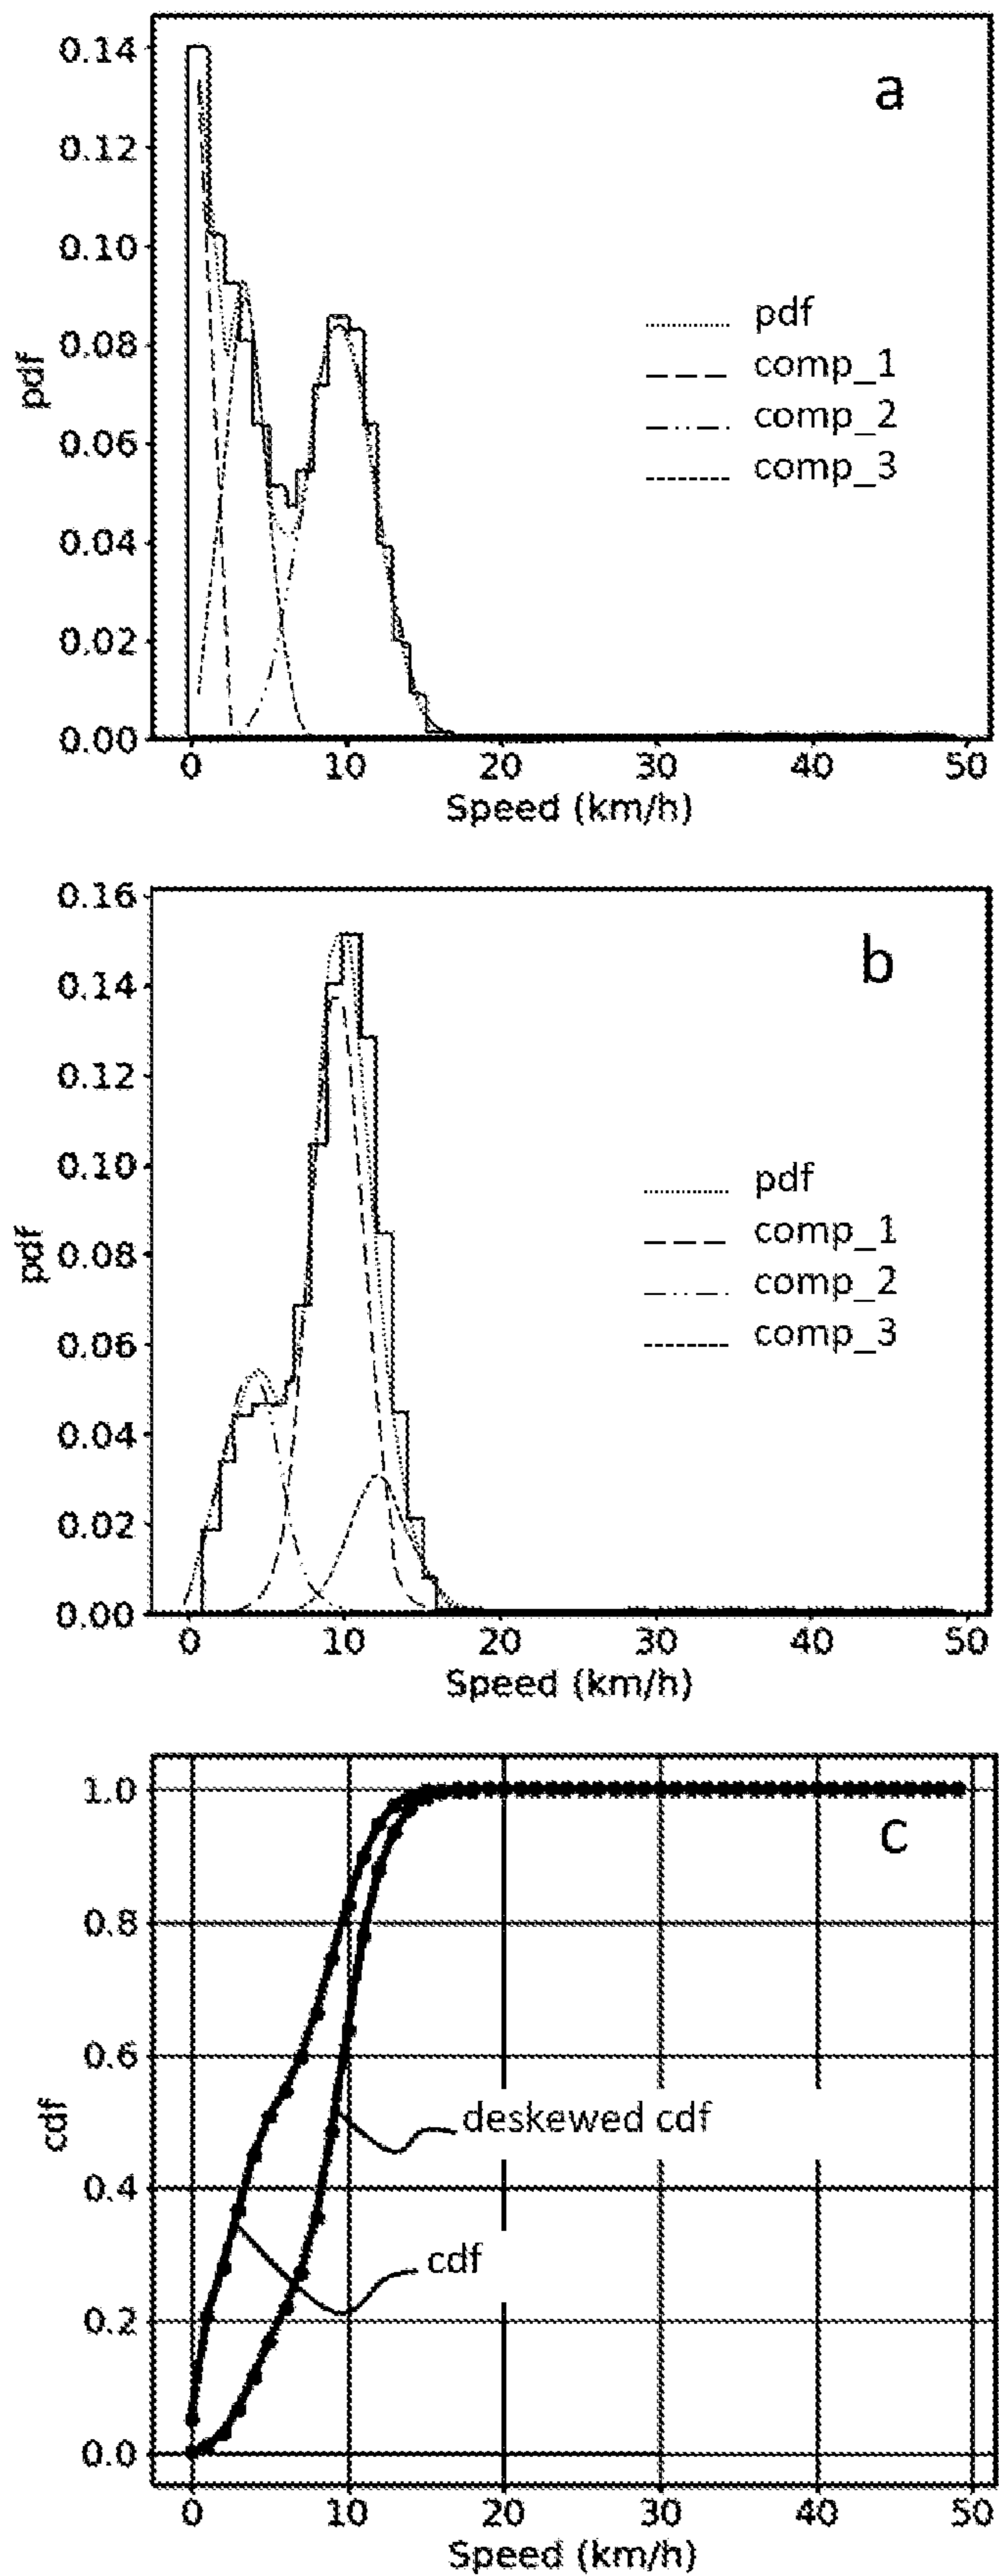 a
0.14
0.12
0.10
0.08
0.06
0.04
0.02
0.00
pdf
pdf
comp_1
comp_2
comp_3
0 10 20 30 40 50
Speed (km/h)
b
0.16
0.14
0.12
0.10
0.08
0.06
0.04
0.02
0.00
pdf
pdf
comp_1
comp_2
comp_3
0 10 20 30 40 50
Speed (km/h)
c
1.0
0.8
0.6
0.4
0.2
0.0
cdf
deskewed cdf
cdf
0 10 20 30 40 50
Speed (km/h)